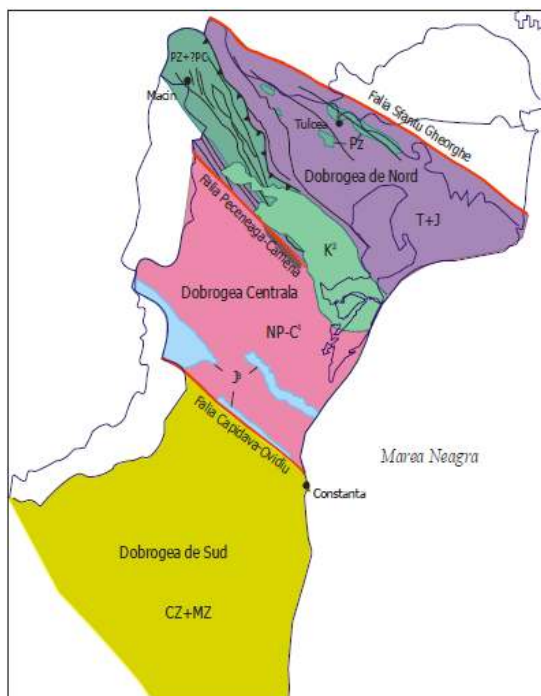 PZ+?PC
Macin
Falia Sfantu Gheorghe
Tulcea
PZ
Dobrogea de Nord
T+J
Falia Peceneaga-Camena
K²
Dobrogea Centrala
NP-C¹
J³
Falia Capidava-Ovidiu
Marea Neagra
Constanta
Dobrogea de Sud
CZ+MZ